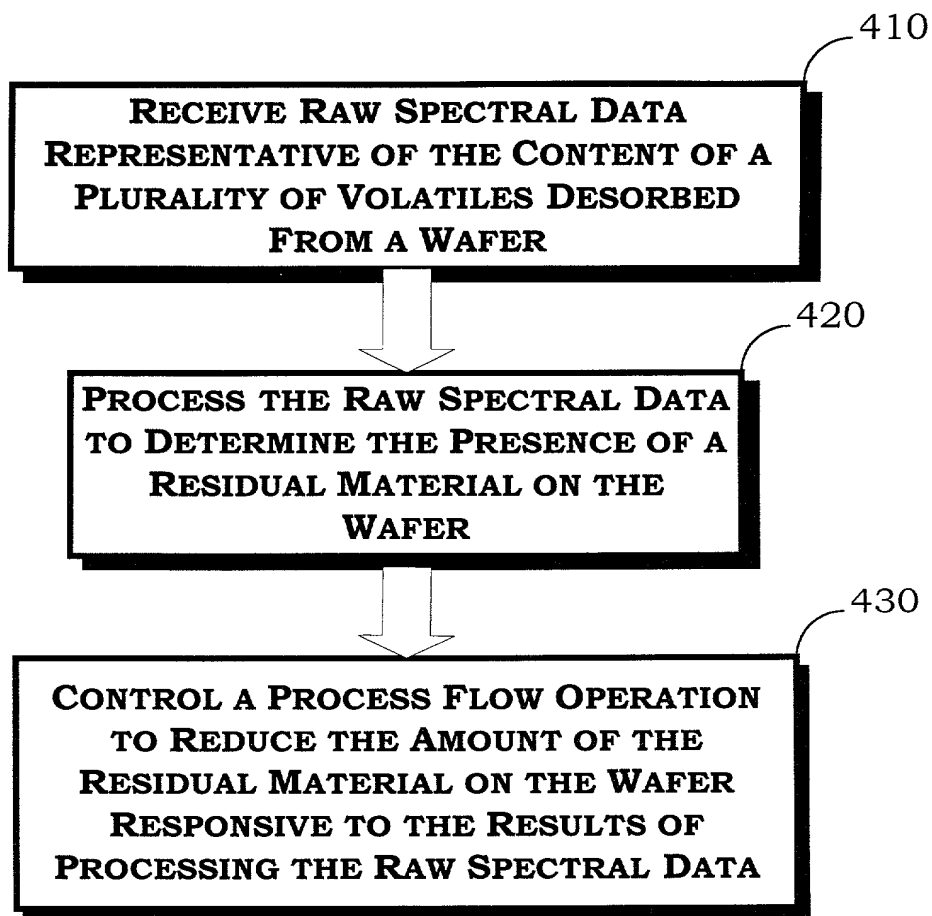 410
RECEIVE RAW SPECTRAL DATA
REPRESENTATIVE OF THE CONTENT OF A
PLURALITY OF VOLATILES DESORBED
FROM A WAFER
420
PROCESS THE RAW SPECTRAL DATA
TO DETERMINE THE PRESENCE OF A
RESIDUAL MATERIAL ON THE
WAFER
430
CONTROL A PROCESS FLOW OPERATION
TO REDUCE THE AMOUNT OF THE
RESIDUAL MATERIAL ON THE WAFER
RESPONSIVE TO THE RESULTS OF
PROCESSING THE RAW SPECTRAL DATA